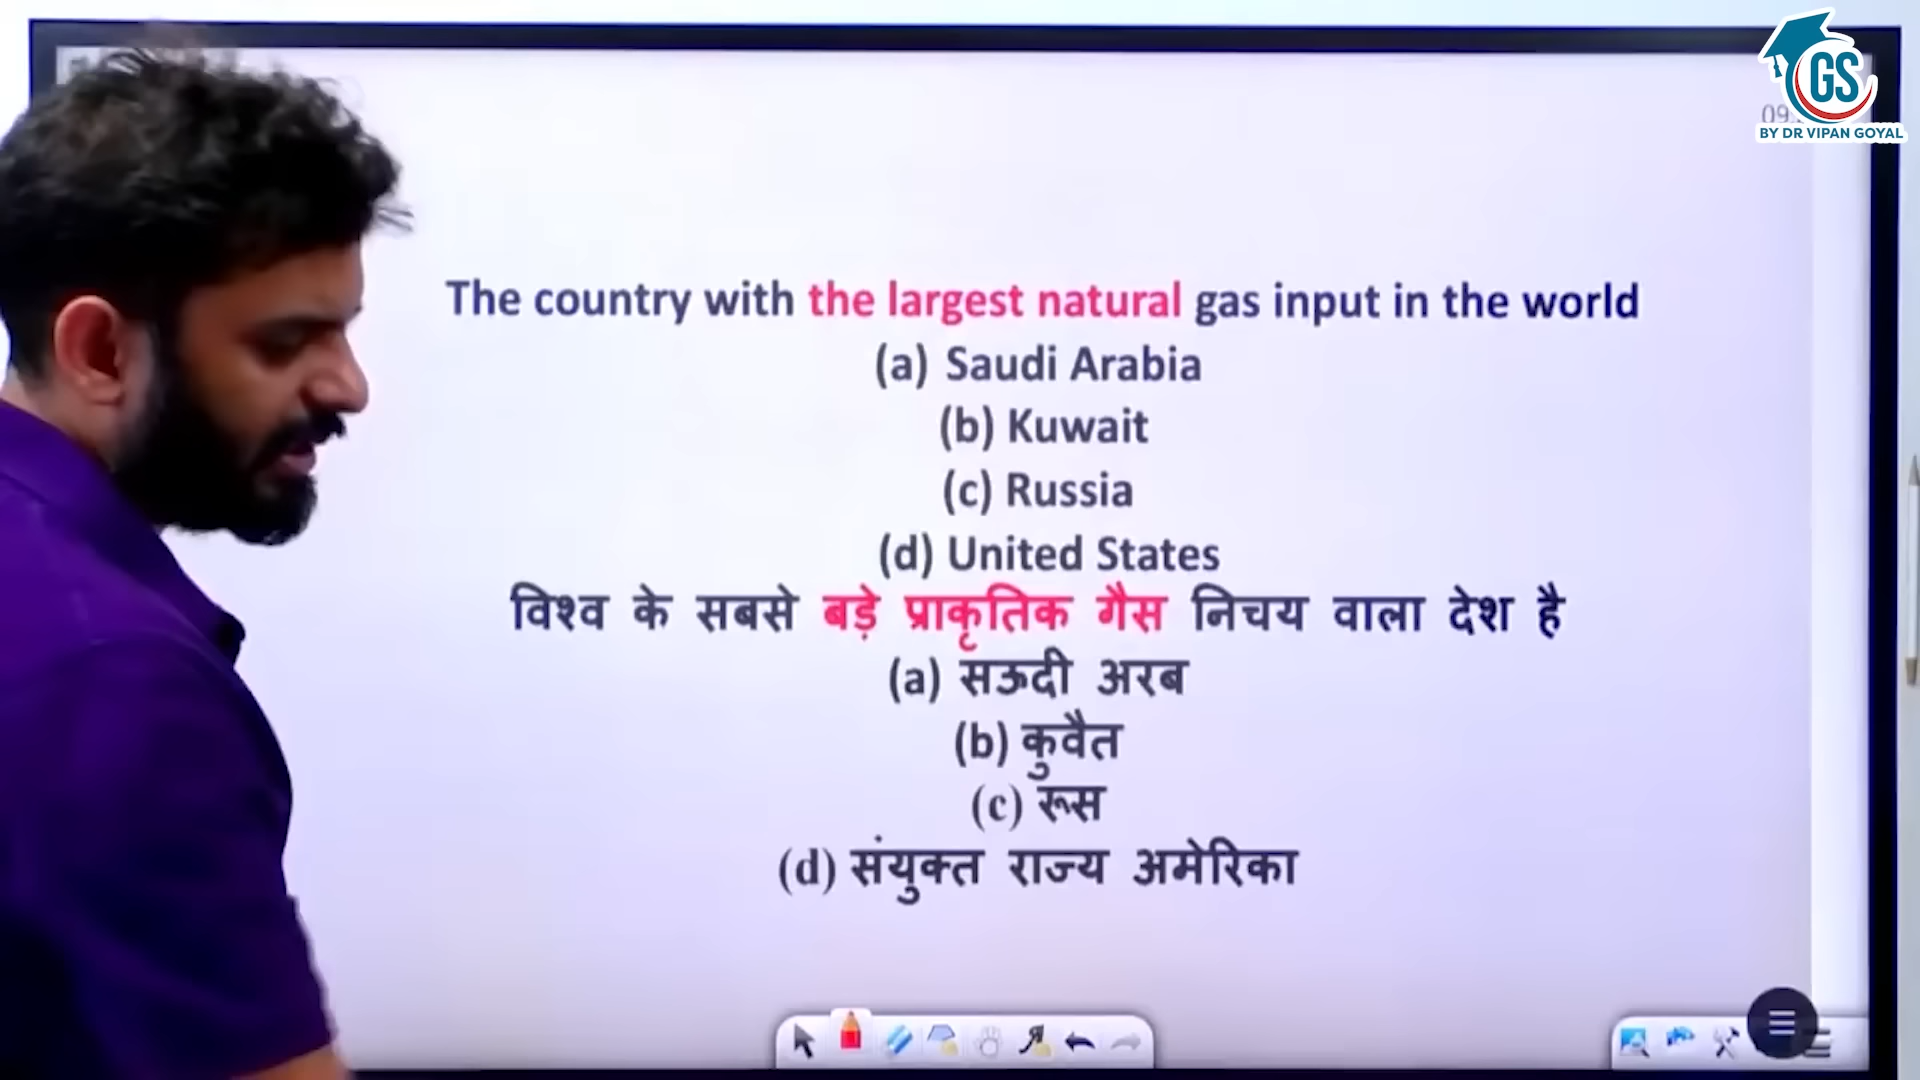 GS
BY DR VIPAN GOYAL
The country with the largest natural gas input in the world
(a) Saudi Arabia
(b) Kuwait
(c) Russia
(d) United States
विश्व के सबसे बड़े प्राकृतिक गैस निचय वाला देश है
(a) सऊदी अरब
(b) कुवैत
(c) रूस
(d) संयुक्त राज्य अमेरिका